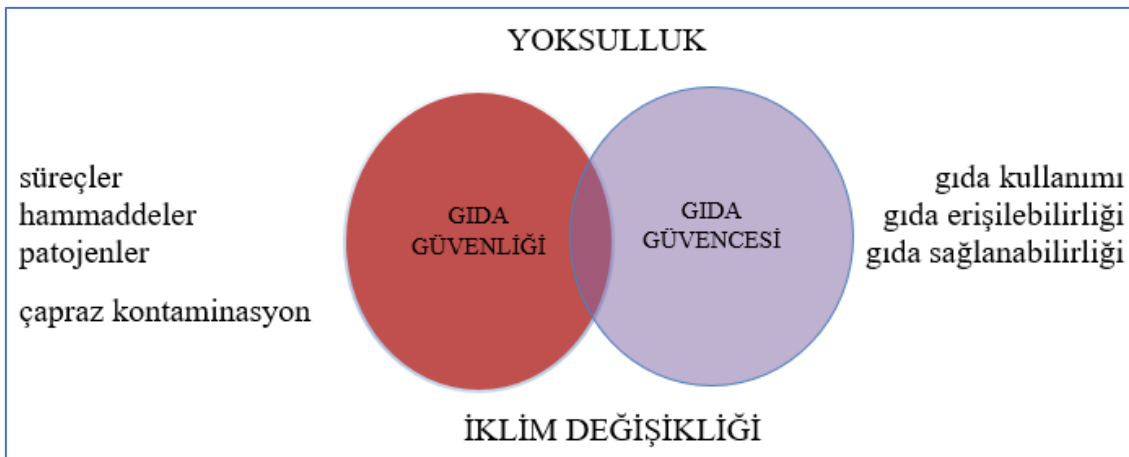 YOKSULLUK
süreçler
hammaddeler
patojenler
çapraz kontaminasyon
GIDA
GÜVENLİĞİ
GIDA
GÜVENCESİ
gıda kullanımı
gıda erişilebilirliği
gıda sağlanabilirliği
İKLİM DEĞİŞİKLİĞİ